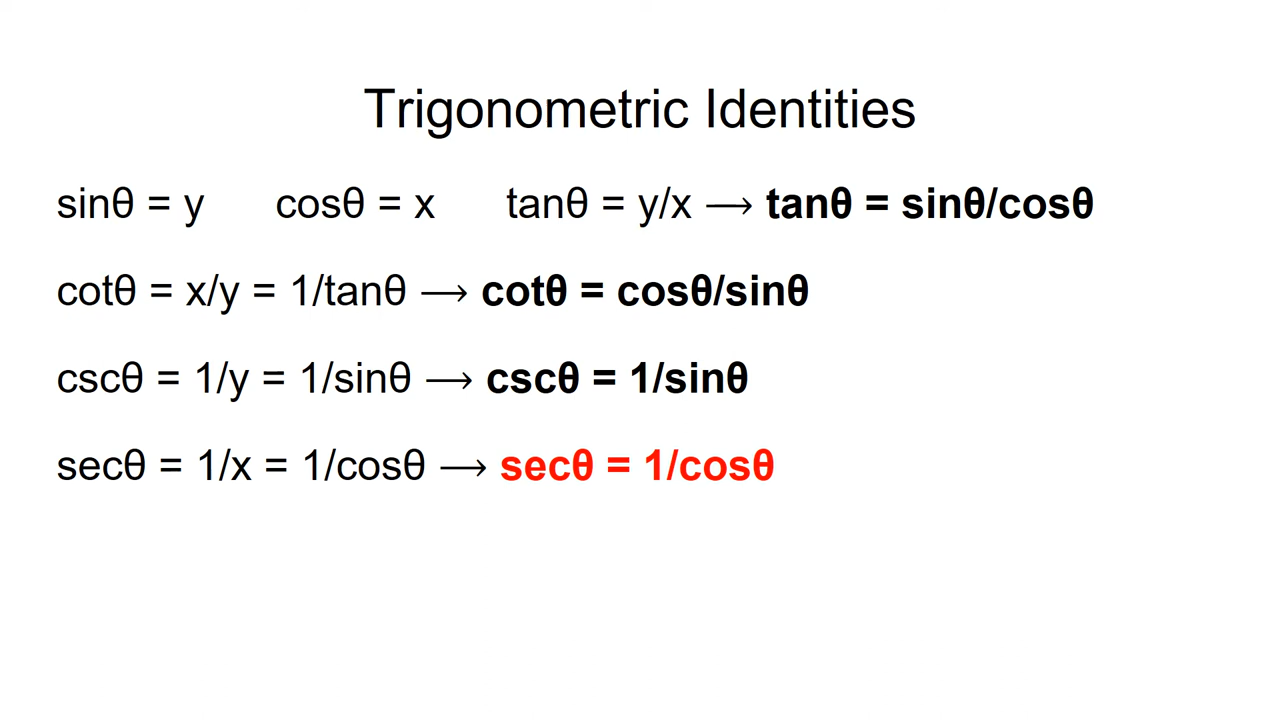 Trigonometric Identities
sinθ = y cosθ = x tanθ = y/x ⟶ tanθ = sinθ/cosθ
cotθ = x/y = 1/tanθ ⟶ cotθ = cosθ/sinθ
cscθ = 1/y = 1/sinθ ⟶ cscθ = 1/sinθ
secθ = 1/x = 1/cosθ ⟶ secθ = 1/cosθ